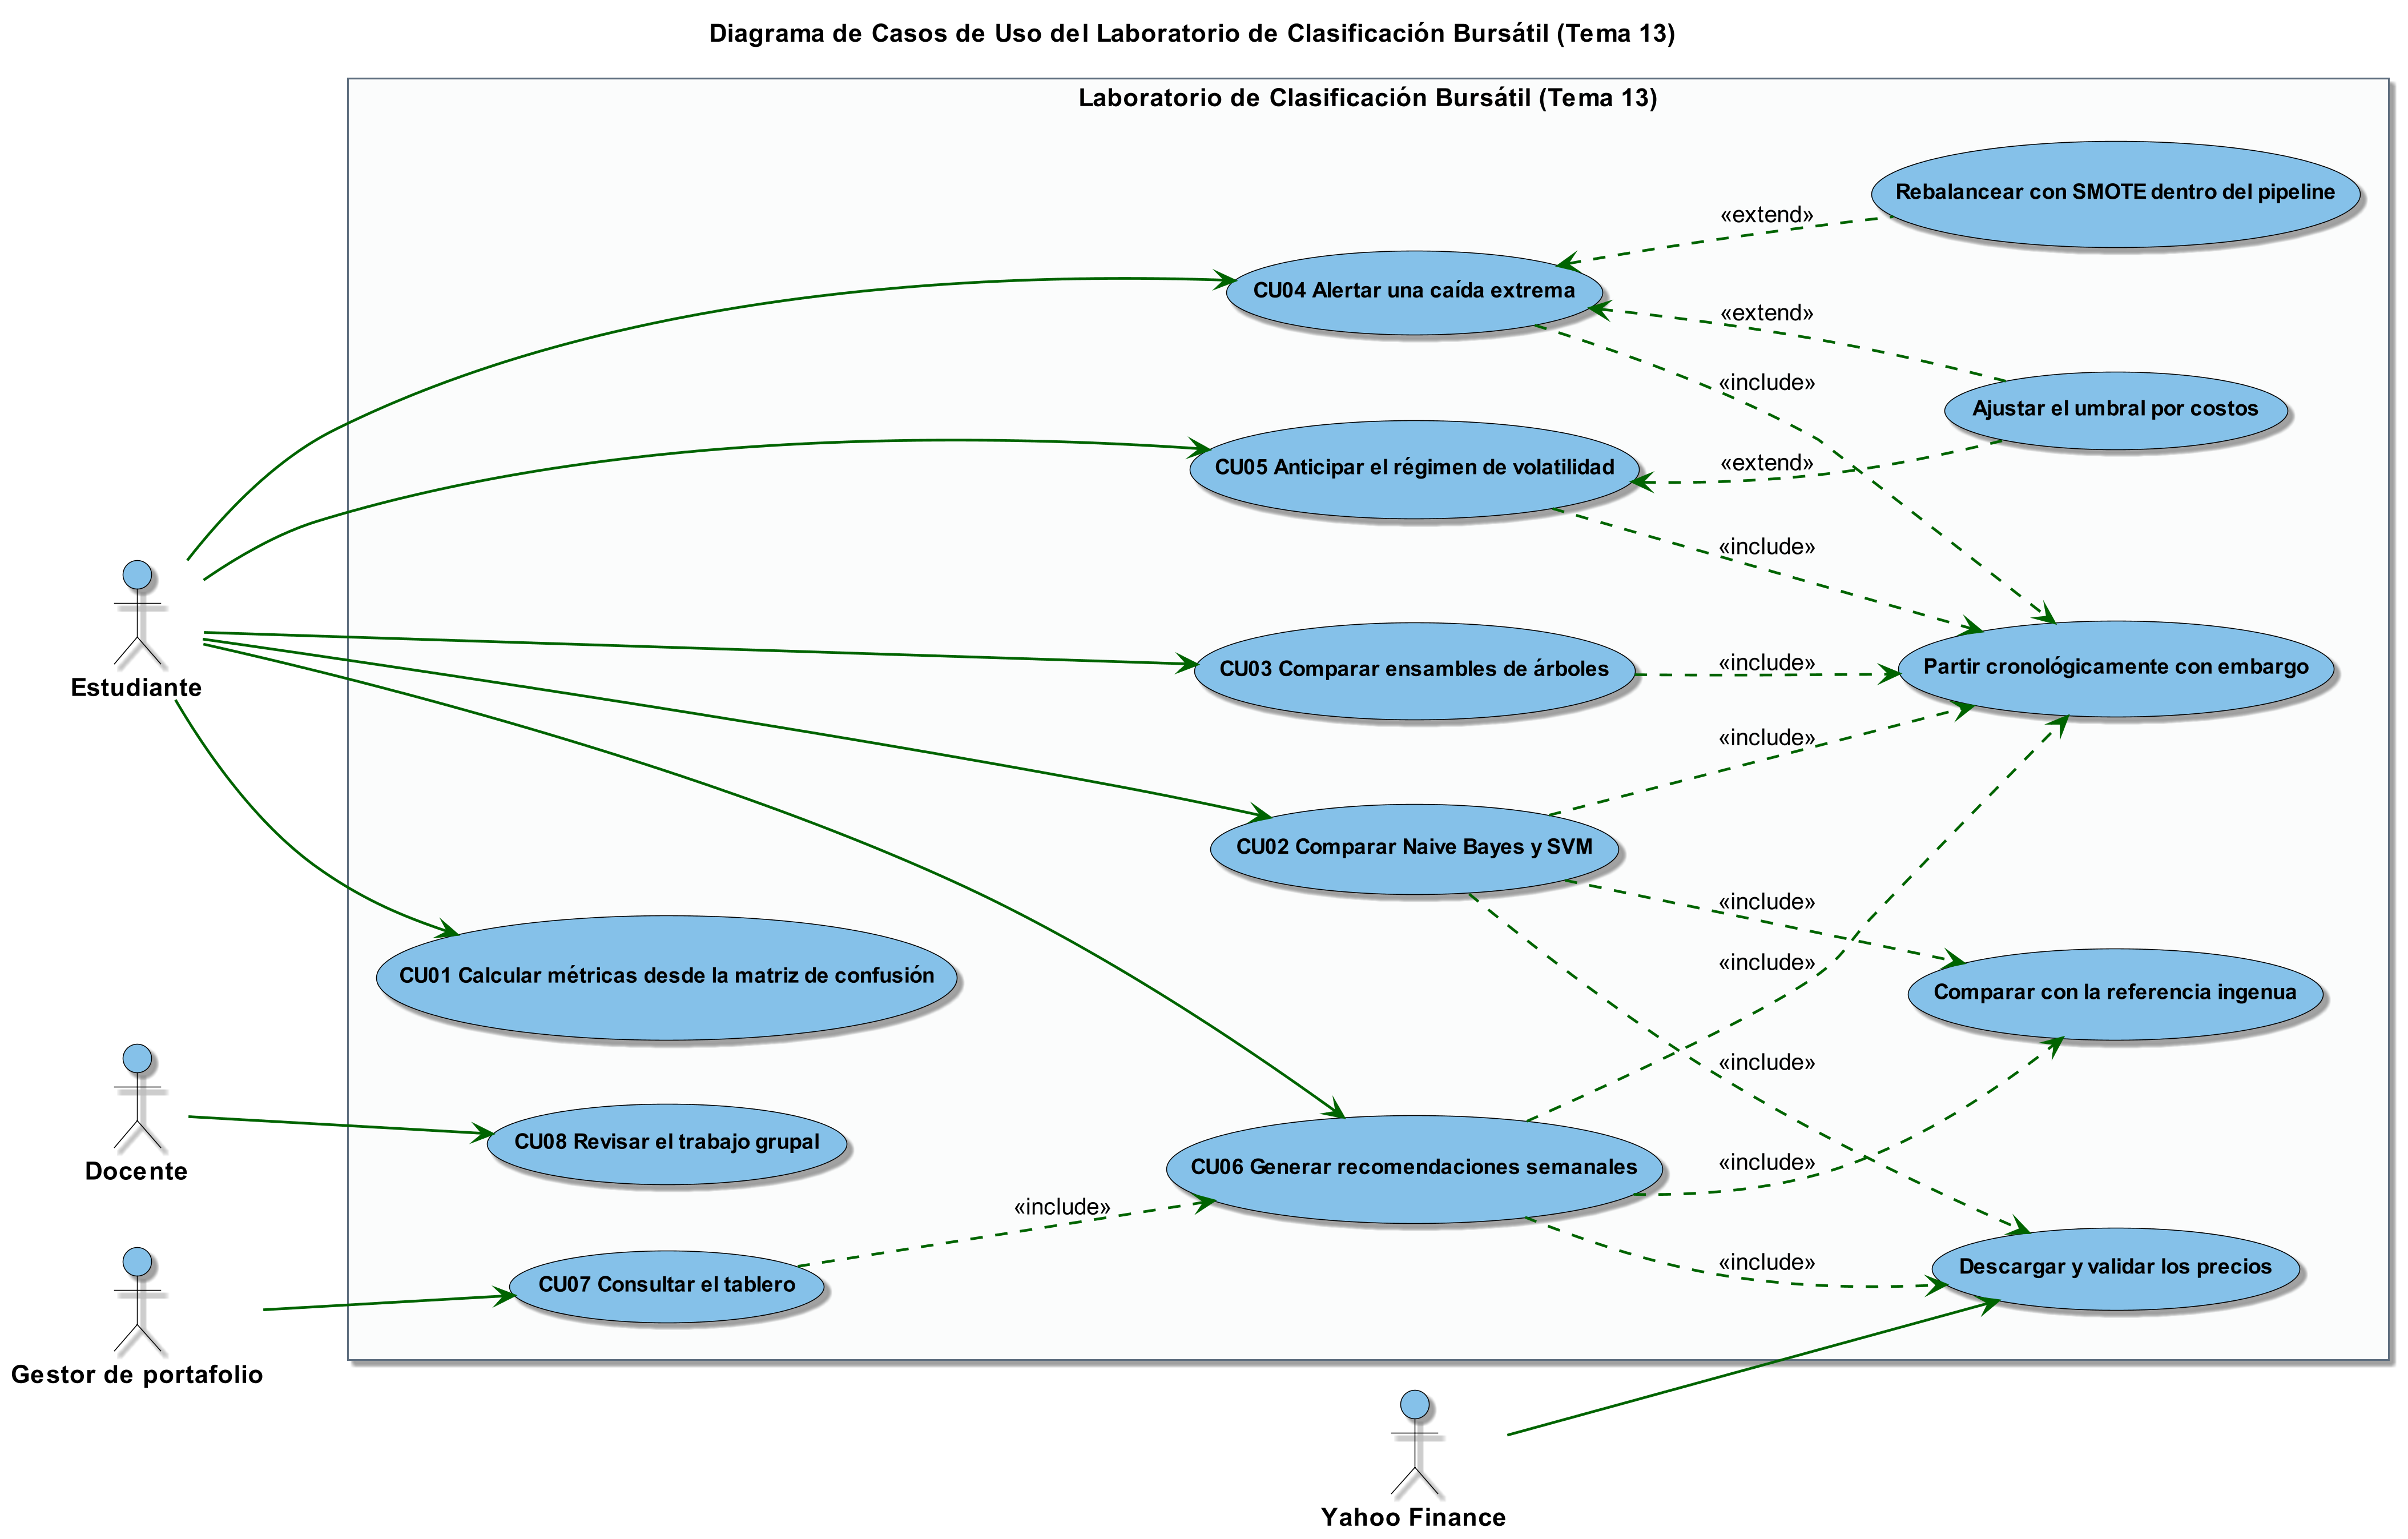 Diagrama de Casos de Uso del Laboratorio de Clasificación Bursátil (Tema 13)
Laboratorio de Clasificación Bursátil (Tema 13)
Rebalancear con SMOTE dentro del pipeline
«extend»
CU04 Alertar una caída extrema
«extend»
«include»
Ajustar el umbral por costos
CU05 Anticipar el régimen de volatilidad
«extend»
«include»
Estudiante
CU03 Comparar ensambles de árboles
«include»
Partir cronológicamente con embargo
«include»
CU02 Comparar Naive Bayes y SVM
«include»
CU01 Calcular métricas desde la matriz de confusión
«include»
Comparar con la referencia ingenua
«include»
Docente
CU08 Revisar el trabajo grupal
CU06 Generar recomendaciones semanales
«include»
«include»
CU07 Consultar el tablero
«include»
Descargar y validar los precios
Gestor de portafolio
Yahoo Finance